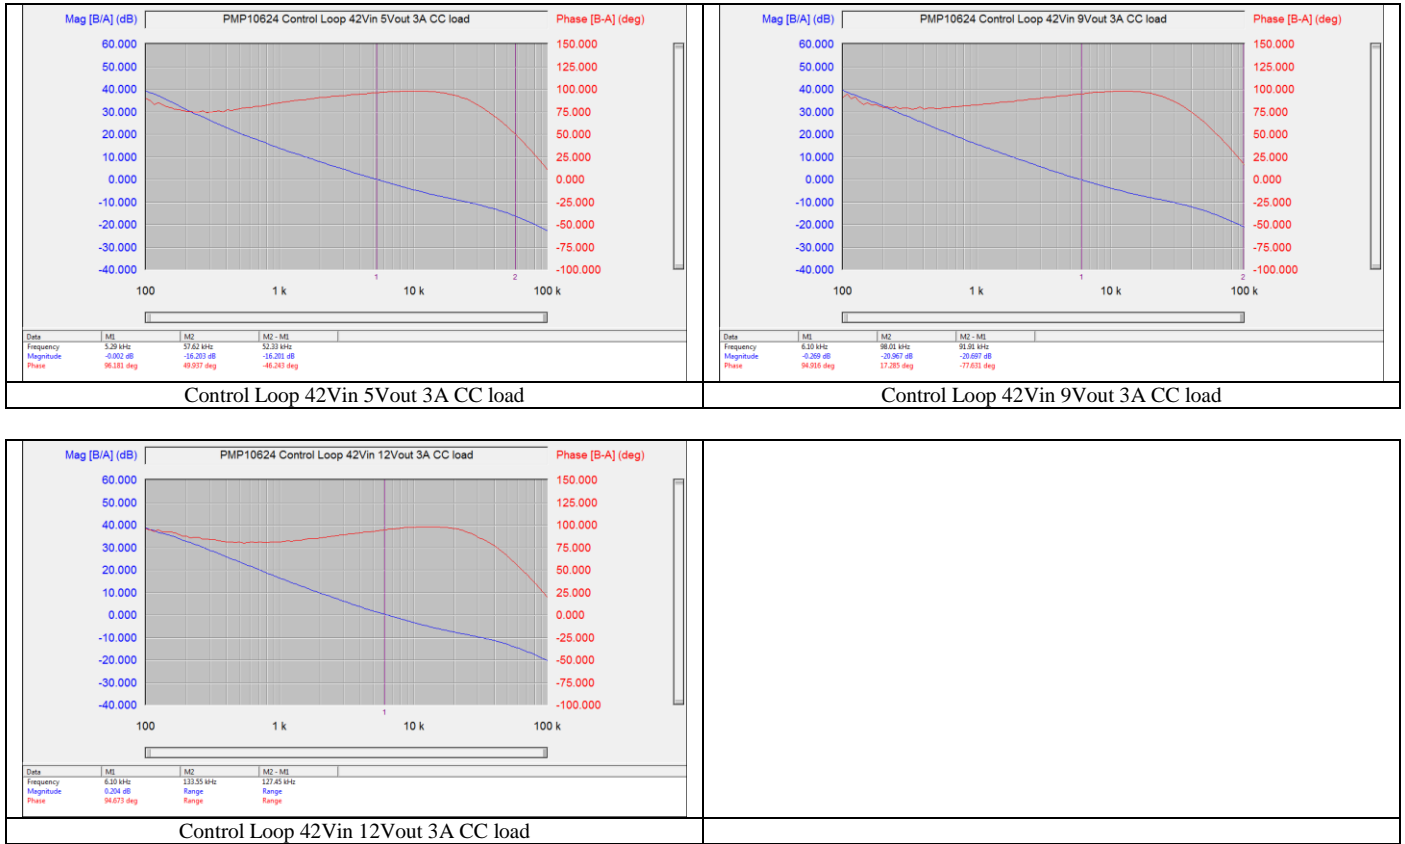 Mag [B/A] (dB) PMP10624 Control Loop 42Vin 5Vout 3A CC load Phase [B-A] (deg)
60.000 150.000
50.000 125.000
40.000 100.000
30.000 75.000
20.000 50.000
10.000 25.000
0.000 0.000
-10.000 -25.000
-20.000 -50.000
-30.000 -75.000
-40.000 -100.000
1 2
100 1 k 10 k 100 k
Data M1 M2 M2 - M1
Frequency 5.29 kHz 57.62 kHz 52.33 kHz
Magnitude -0.002 dB -16.203 dB -16.201 dB
Phase 96.181 deg 49.937 deg -46.243 deg
Control Loop 42Vin 5Vout 3A CC load
Mag [B/A] (dB) PMP10624 Control Loop 42Vin 9Vout 3A CC load Phase [B-A] (deg)
60.000 150.000
50.000 125.000
40.000 100.000
30.000 75.000
20.000 50.000
10.000 25.000
0.000 0.000
-10.000 -25.000
-20.000 -50.000
-30.000 -75.000
-40.000 -100.000
1 2
100 1 k 10 k 100 k
Data M1 M2 M2 - M1
Frequency 6.10 kHz 98.01 kHz 91.91 kHz
Magnitude -0.269 dB -20.967 dB -20.697 dB
Phase 94.916 deg 17.285 deg -77.631 deg
Control Loop 42Vin 9Vout 3A CC load
Mag [B/A] (dB) PMP10624 Control Loop 42Vin 12Vout 3A CC load Phase [B-A] (deg)
60.000 150.000
50.000 125.000
40.000 100.000
30.000 75.000
20.000 50.000
10.000 25.000
0.000 0.000
-10.000 -25.000
-20.000 -50.000
-30.000 -75.000
-40.000 -100.000
1
100 1 k 10 k 100 k
Data M1 M2 M2 - M1
Frequency 6.10 kHz 133.55 kHz 127.45 kHz
Magnitude 0.204 dB Range Range
Phase 94.673 deg Range Range
Control Loop 42Vin 12Vout 3A CC load